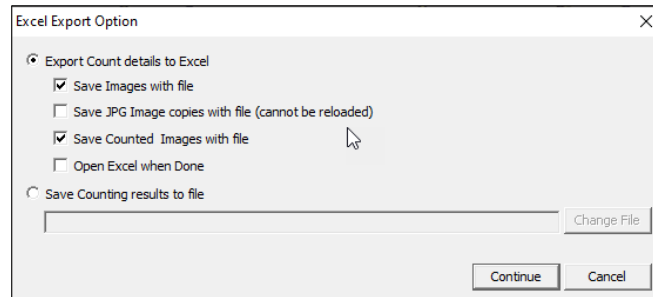 Excel Export Option
Export Count details to Excel
Save Images with file
Save JPG Image copies with file (cannot be reloaded)
Save Counted  Images with file
Open Excel when Done
Save Counting results to file
Change File
Continue
Cancel